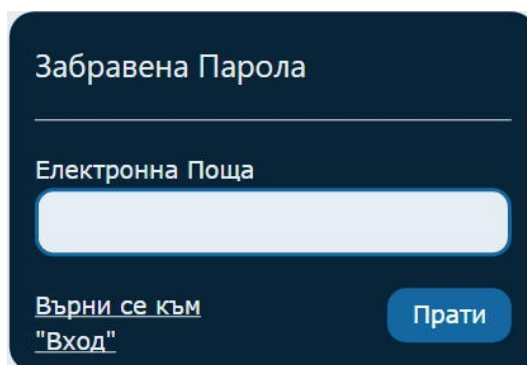 Забравена Парола
Електронна Поща
Върни се към
"Вход"
Прати